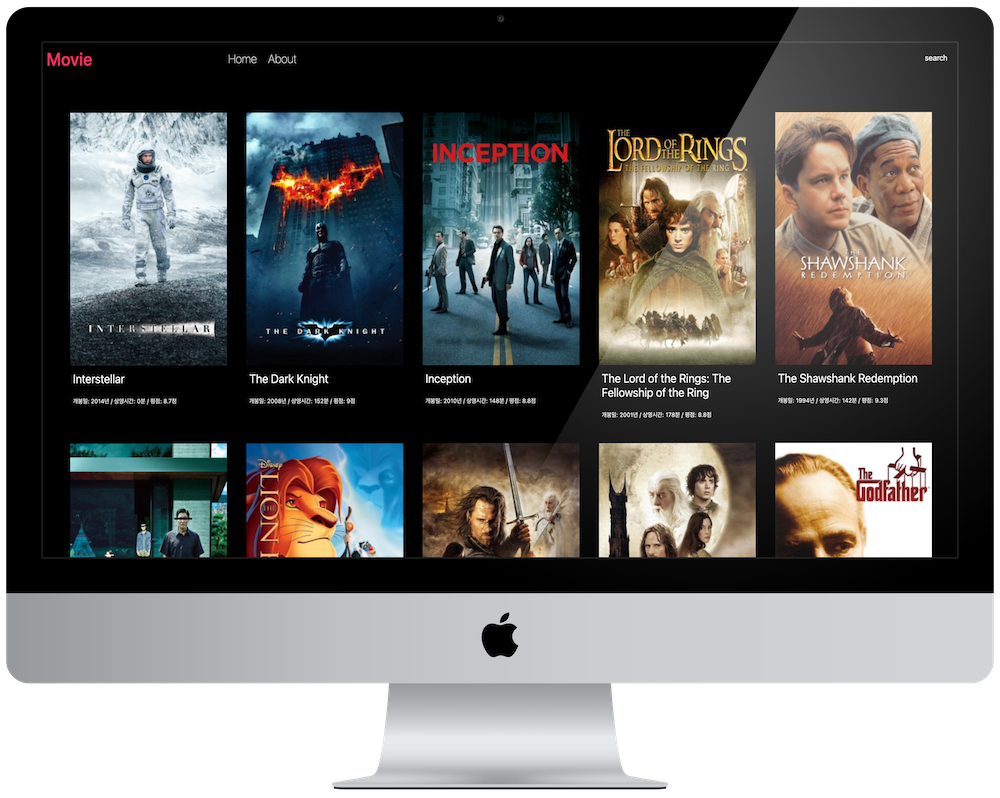 Movie
Home About
search
INTERSTELLAR
THE DARK KNIGHT
INCEPTION
THE LORD OF THE RINGS
THE FELLOWSHIP OF THE RING
SHAWSHANK
REDEMPTION
Interstellar
개봉일: 2014년 / 상영시간: 0분 / 평점: 8.7점
The Dark Knight
개봉일: 2008년 / 상영시간: 152분 / 평점: 9점
Inception
개봉일: 2010년 / 상영시간: 148분 / 평점: 8.8점
The Lord of the Rings: The
Fellowship of the Ring
개봉일: 2001년 / 상영시간: 178분 / 평점: 8.8점
The Shawshank Redemption
개봉일: 1994년 / 상영시간: 142분 / 평점: 9.3점
Disney
THE
LION
The
Godfather